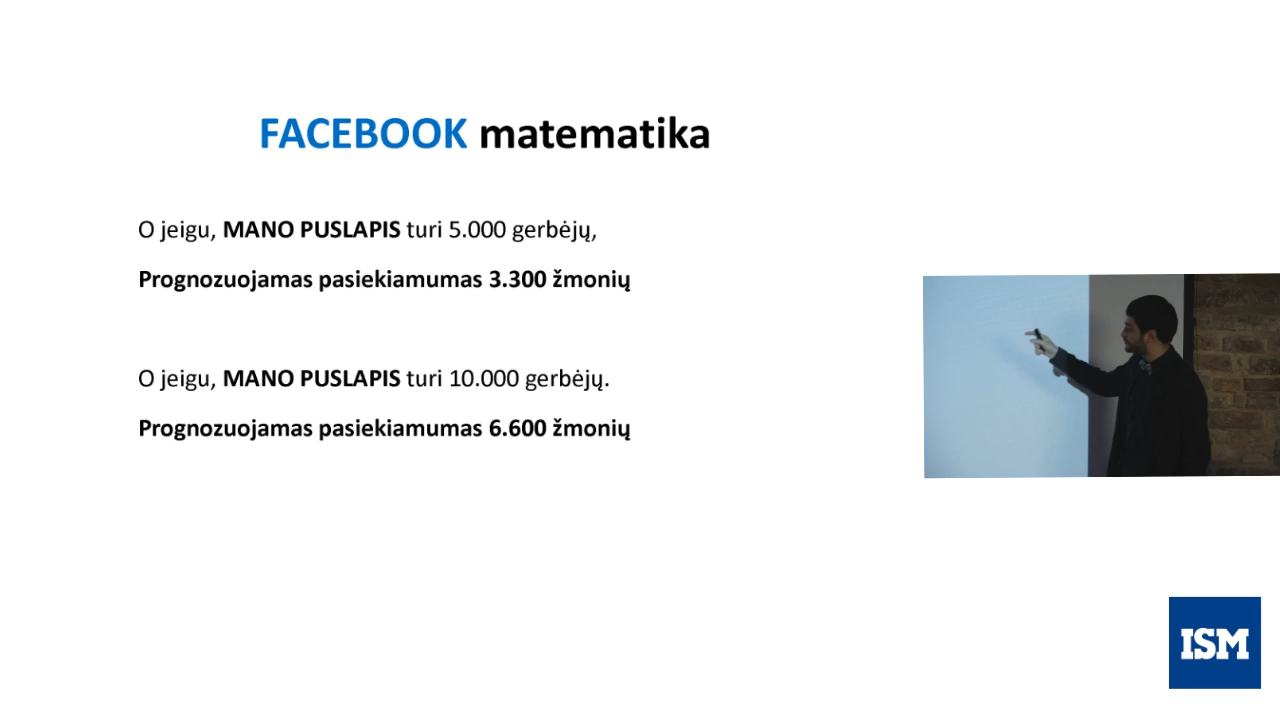 FACEBOOK matematika
O jeigu, MANO PUSLAPIS turi 5.000 gerbėjų,
Prognozuojamas pasiekiamumas 3.300 žmonių
O jeigu, MANO PUSLAPIS turi 10.000 gerbėjų.
Prognozuojamas pasiekiamumas 6.600 žmonių
ISM